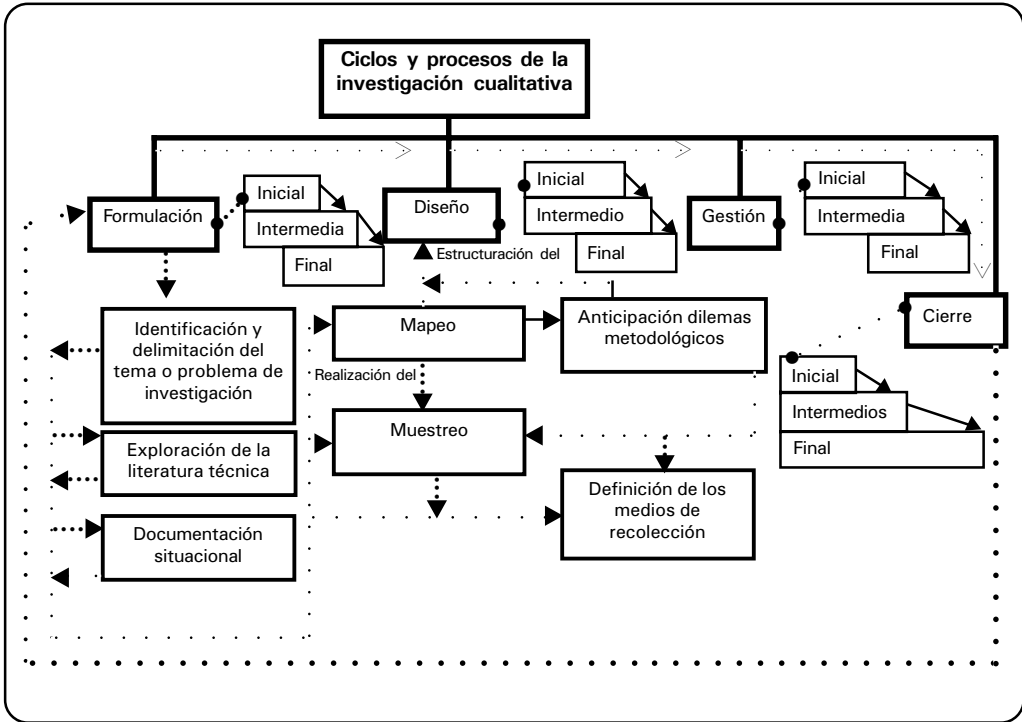 Ciclos y procesos de la
investigación cualitativa
Formulación
Inicial
Intermedia
Final
Diseño
Inicial
Intermedio
Final
Gestión
Inicial
Intermedia
Final
Cierre
Inicial
Intermedios
Final
Estructuración del
Identificación y
delimitación del
tema o problema de
investigación
Mapeo
Anticipación dilemas
metodológicos
Realización del
Muestreo
Exploración de la
literatura técnica
Definición de los
medios de
recolección
Documentación
situacional